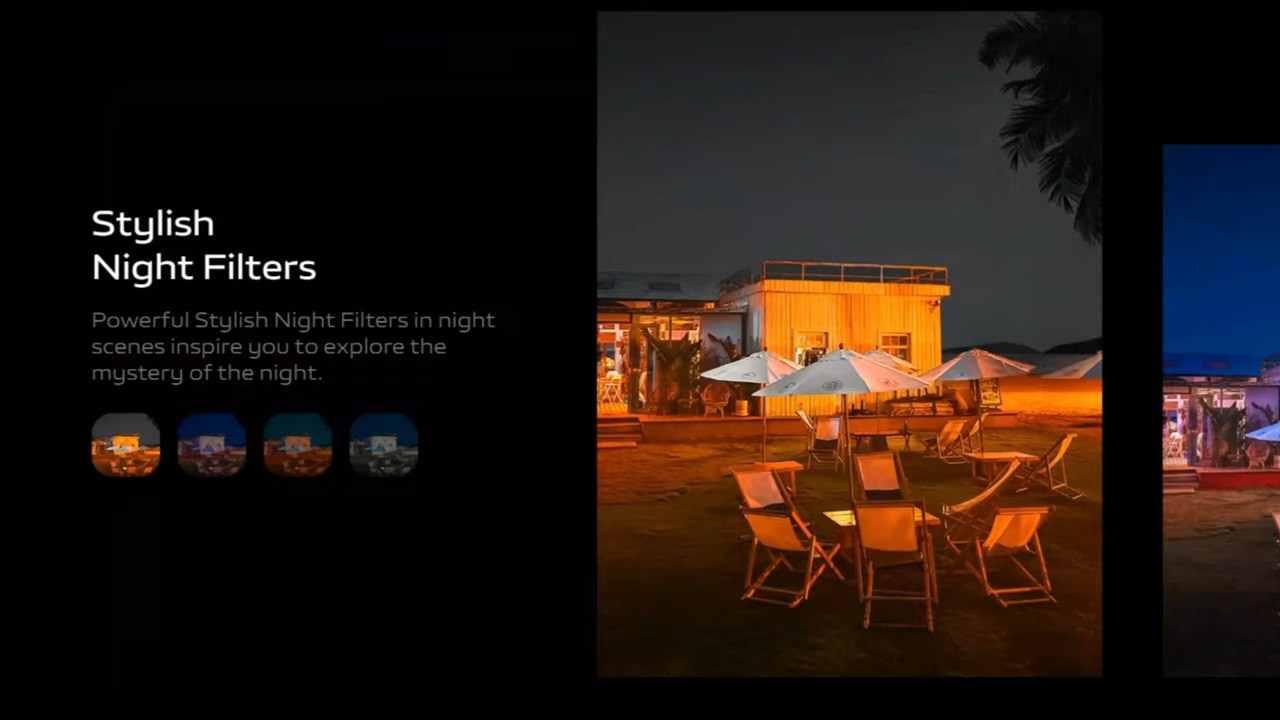 Stylish
Night Filters
Powerful Stylish Night Filters in night
scenes inspire you to explore the
mystery of the night.